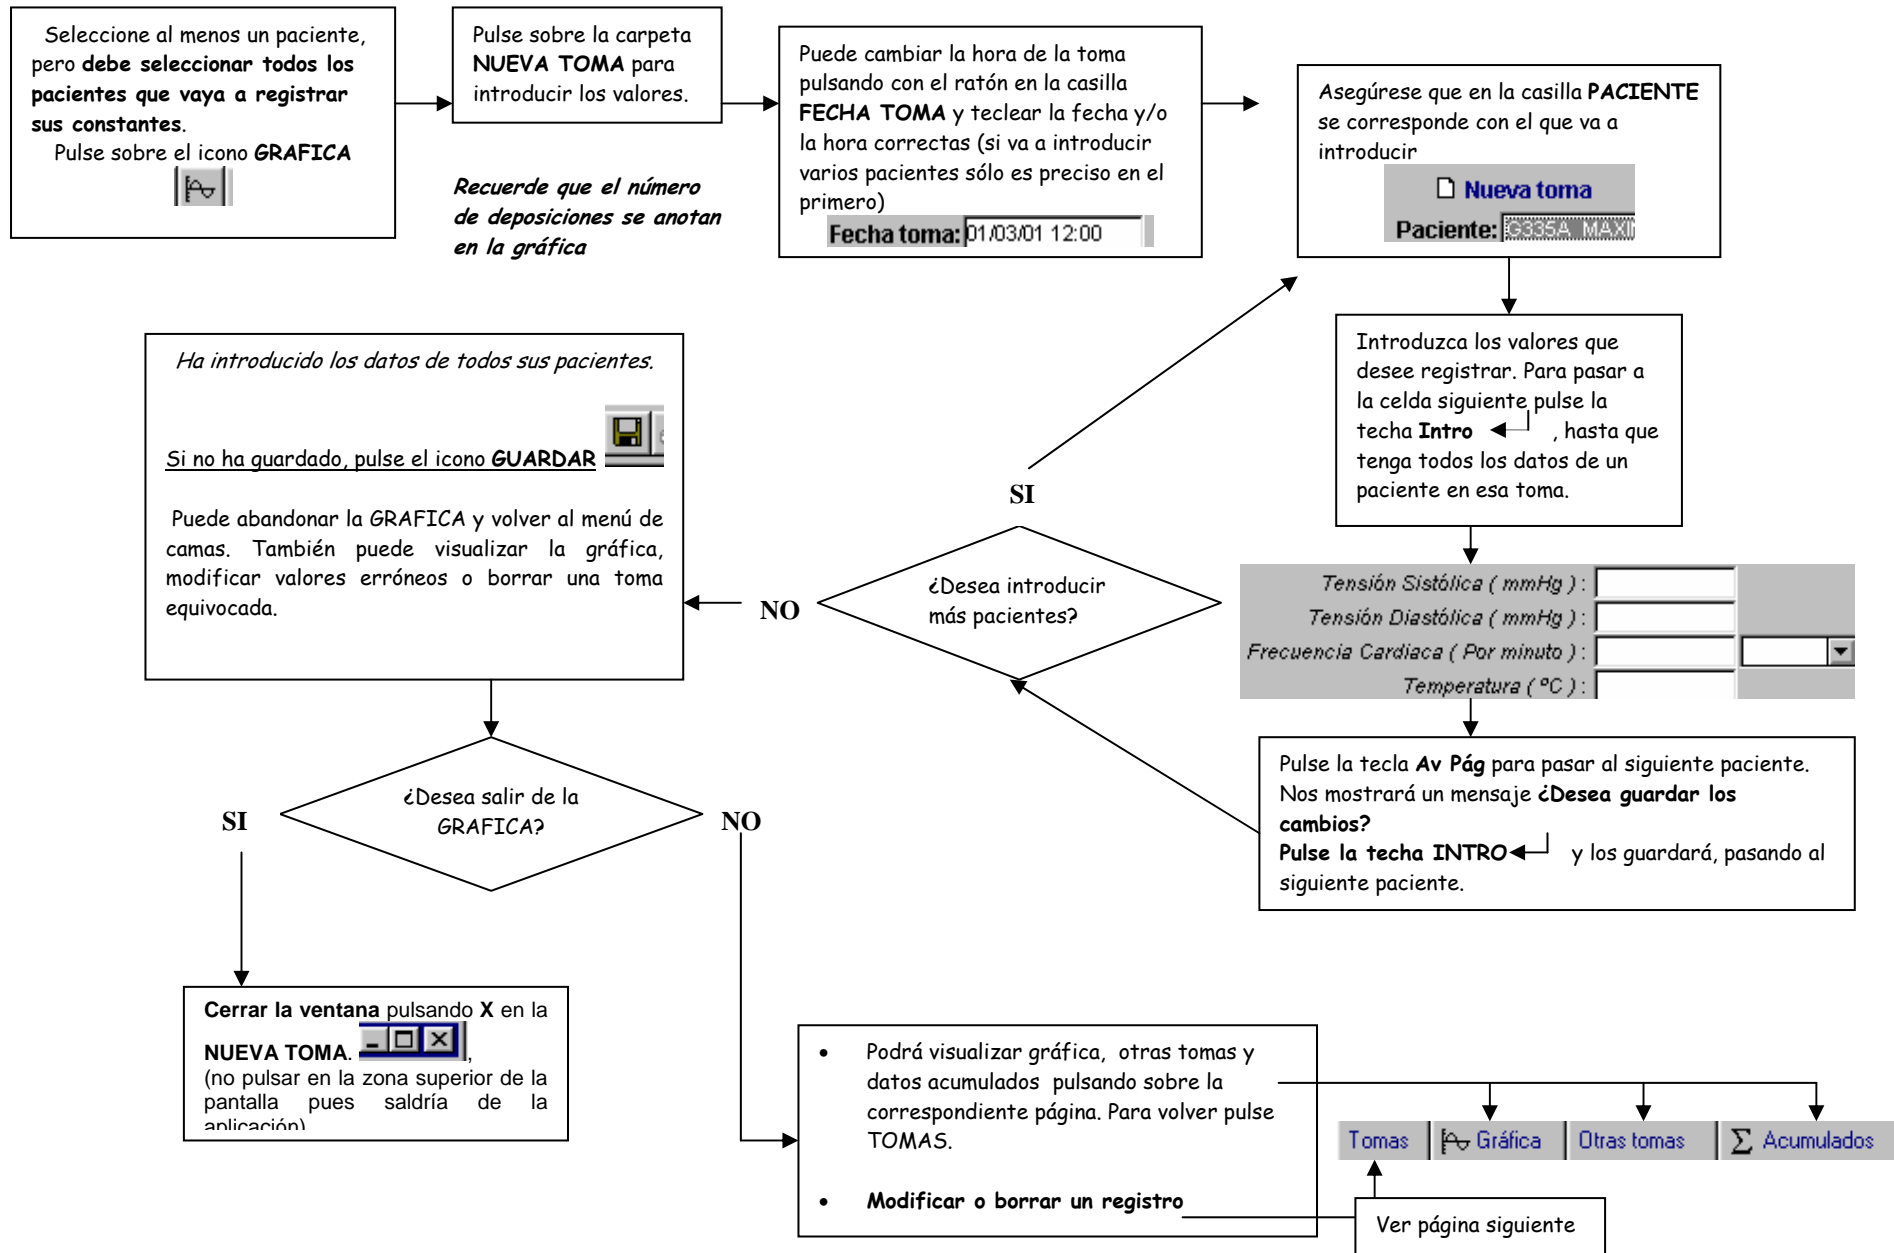 Seleccione al menos un paciente,
pero debe seleccionar todos los
pacientes que vaya a registrar
sus constantes.
Pulse sobre el icono GRAFICA
Pulse sobre la carpeta
NUEVA TOMA para
introducir los valores.
Recuerde que el número
de deposiciones se anotan
en la gráfica
Puede cambiar la hora de la toma
pulsando con el ratón en la casilla
FECHA TOMA y teclear la fecha y/o
la hora correctas (si va a introducir
varios pacientes sólo es preciso en el
primero)
Fecha toma: 01/03/01 12:00
Asegúrese que en la casilla PACIENTE
se corresponde con el que va a
introducir
Nueva toma
Paciente: G335A MAXIM
Introduzca los valores que
desee registrar. Para pasar a
la celda siguiente pulse la
techa Intro , hasta que
tenga todos los datos de un
paciente en esa toma.
Tensión Sistólica ( mmHg ) :
Tensión Diastólica ( mmHg ) :
Frecuencia Cardiaca ( Por minuto ) :
Temperatura ( ºC ) :
Pulse la tecla Av Pág para pasar al siguiente paciente.
Nos mostrará un mensaje ¿Desea guardar los
cambios?
Pulse la techa INTRO y los guardará, pasando al
siguiente paciente.
SI
¿Desea introducir
más pacientes?
NO
Ha introducido los datos de todos sus pacientes.
Si no ha guardado, pulse el icono GUARDAR
Puede abandonar la GRAFICA y volver al menú de
camas. También puede visualizar la gráfica,
modificar valores erróneos o borrar una toma
equivocada.
¿Desea salir de la
GRAFICA?
SI
NO
Cerrar la ventana pulsando X en la
NUEVA TOMA. ,
(no pulsar en la zona superior de la
pantalla pues saldría de la
aplicación)
• Podrá visualizar gráfica, otras tomas y
datos acumulados pulsando sobre la
correspondiente página. Para volver pulse
TOMAS.
• Modificar o borrar un registro
Tomas Gráfica Otras tomas Σ Acumulados
Ver página siguiente